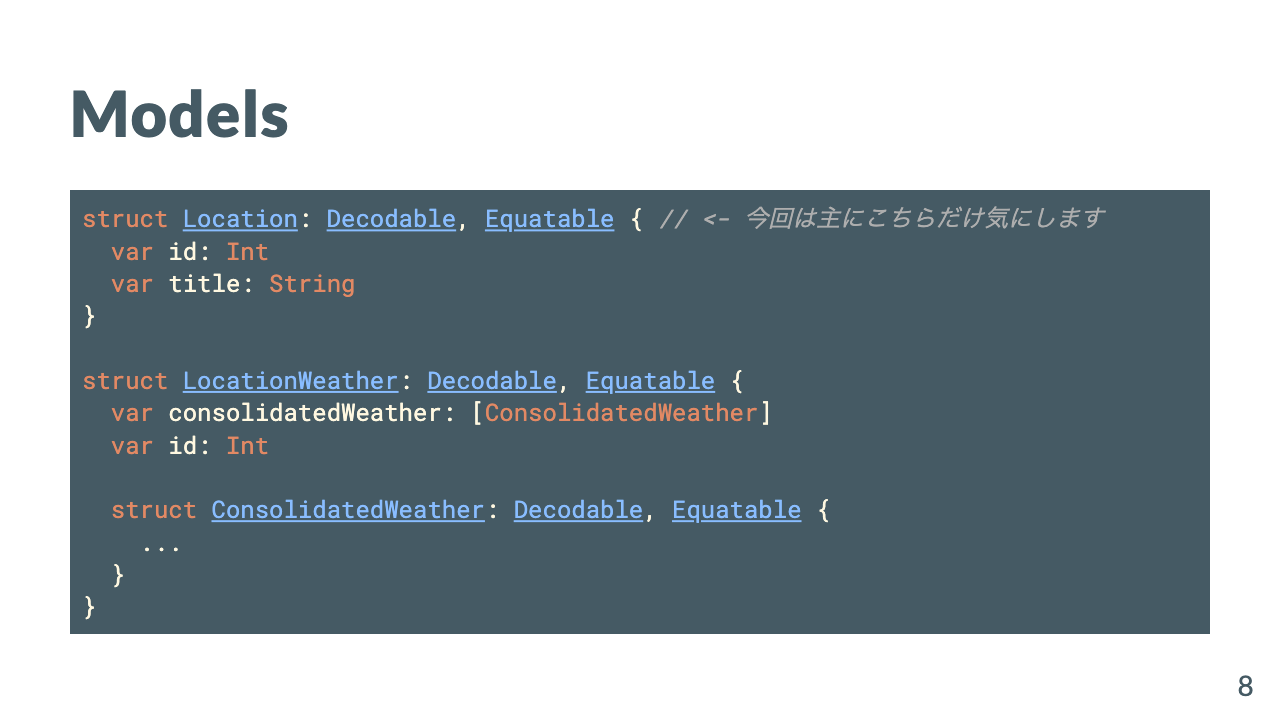 Models
struct Location: Decodable, Equatable { // <- 今回は主にこちらだけ気にします
  var id: Int
  var title: String
}
struct LocationWeather: Decodable, Equatable {
  var consolidatedWeather: [ConsolidatedWeather]
  var id: Int
  struct ConsolidatedWeather: Decodable, Equatable {
    ...
  }
}
8